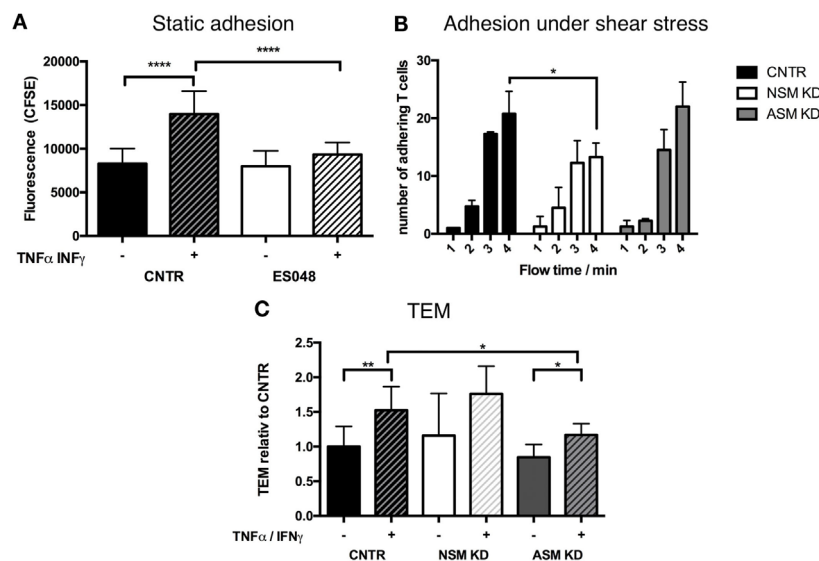 A
Static adhesion
****
****
Fluorescence (CFSE)
20000
15000
10000
5000
0
TNFα INFγ
- + - +
CNTR ES048
B
Adhesion under shear stress
*
number of adhering T cells
30
20
10
0
1 2 3 4 1 2 3 4 1 2 3 4
Flow time / min
CNTR
NSM KD
ASM KD
C
TEM
*
** *
TEM relativ to CNTR
2.5
2.0
1.5
1.0
0.5
0.0
TNFα / IFNγ
- + - + - +
CNTR NSM KD ASM KD